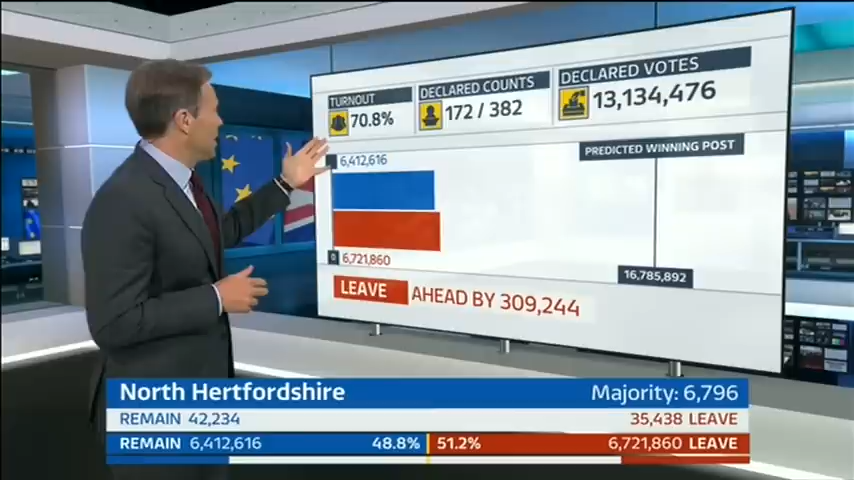 TURNOUT
70.8%
DECLARED COUNTS
172 / 382
DECLARED VOTES
13,134,476
6,412,616
PREDICTED WINNING POST
0
6,721,860
16,785,892
LEAVE AHEAD BY 309,244
North Hertfordshire Majority: 6,796
REMAIN 42,234 35,438 LEAVE
REMAIN 6,412,616 48.8% 51.2% 6,721,860 LEAVE